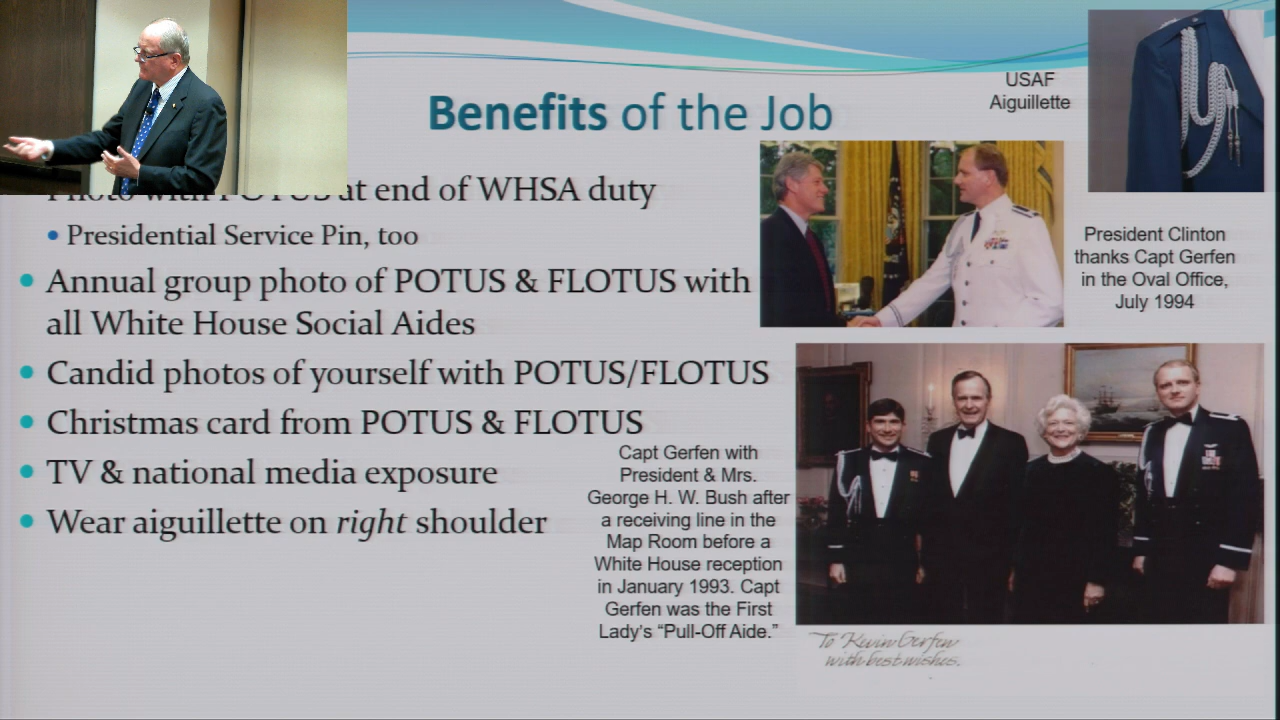 Benefits of the Job
Photo with POTUS at end of WHSA duty
• Presidential Service Pin, too
• Annual group photo of POTUS & FLOTUS with
all White House Social Aides
• Candid photos of yourself with POTUS/FLOTUS
• Christmas card from POTUS & FLOTUS
• TV & national media exposure
• Wear aiguillette on right shoulder
USAF
Aiguillette
President Clinton
thanks Capt Gerfen
in the Oval Office,
July 1994
Capt Gerfen with
President & Mrs.
George H. W. Bush after
a receiving line in the
Map Room before a
White House reception
in January 1993. Capt
Gerfen was the First
Lady's “Pull-Off Aide.”
To Kevin Gerfen
with best wishes.